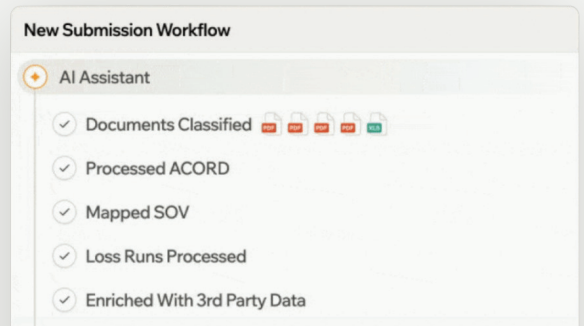 New Submission Workflow
AI Assistant
Documents Classified PDF PDF PDF PDF XLS
Processed ACORD
Mapped SOV
Loss Runs Processed
Enriched With 3rd Party Data